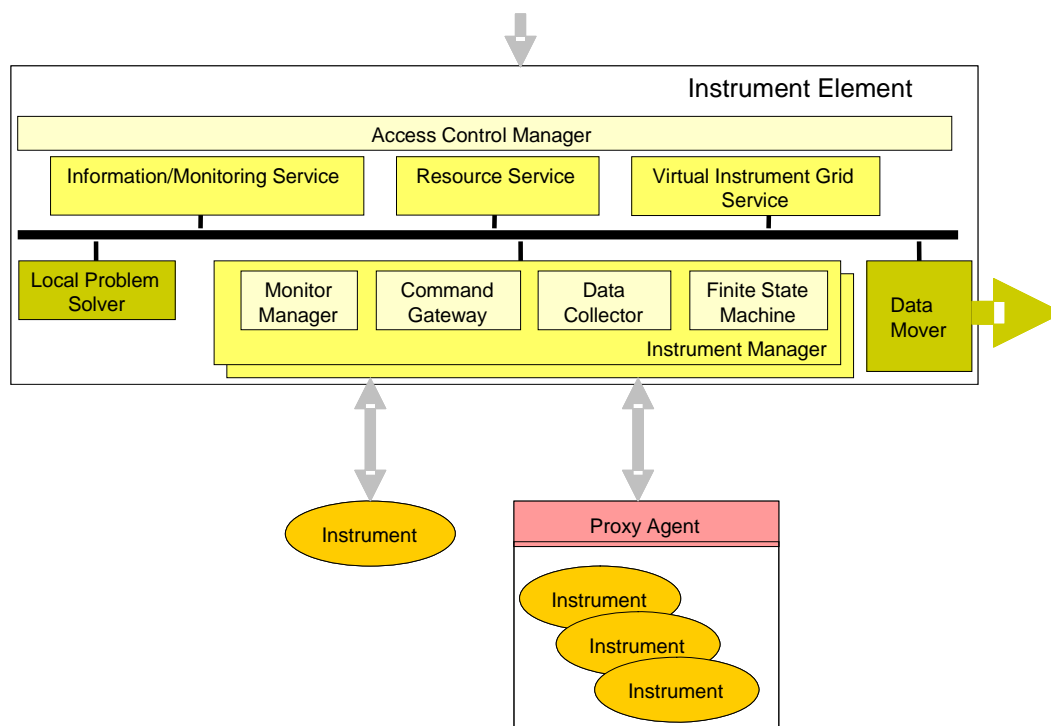 Instrument Element
Access Control Manager
Information/Monitoring Service
Resource Service
Virtual Instrument Grid
Service
Local Problem
Solver
Monitor
Manager
Command
Gateway
Data
Collector
Finite State
Machine
Instrument Manager
Data
Mover
Instrument
Proxy Agent
Instrument
Instrument
Instrument